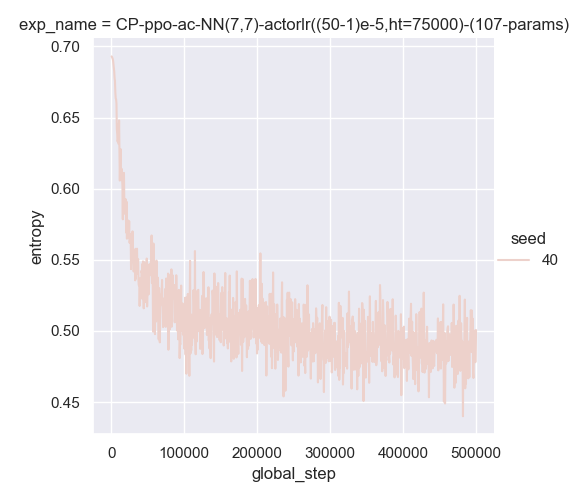 exp_name = CP-ppo-ac-NN(7,7)-actorlr((50-1)e-5,ht=75000)-(107-params)
0.70
0.65
0.60
0.55
0.50
0.45
entropy
0 100000 200000 300000 400000 500000
global_step
seed
40